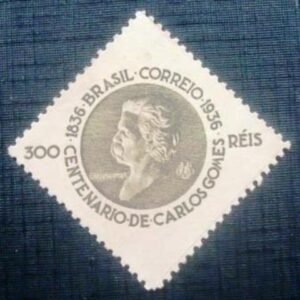 1836·BRASIL·CORREIO·1936
300 RÉIS
CENTENARIO·DE·CARLOS GOMES